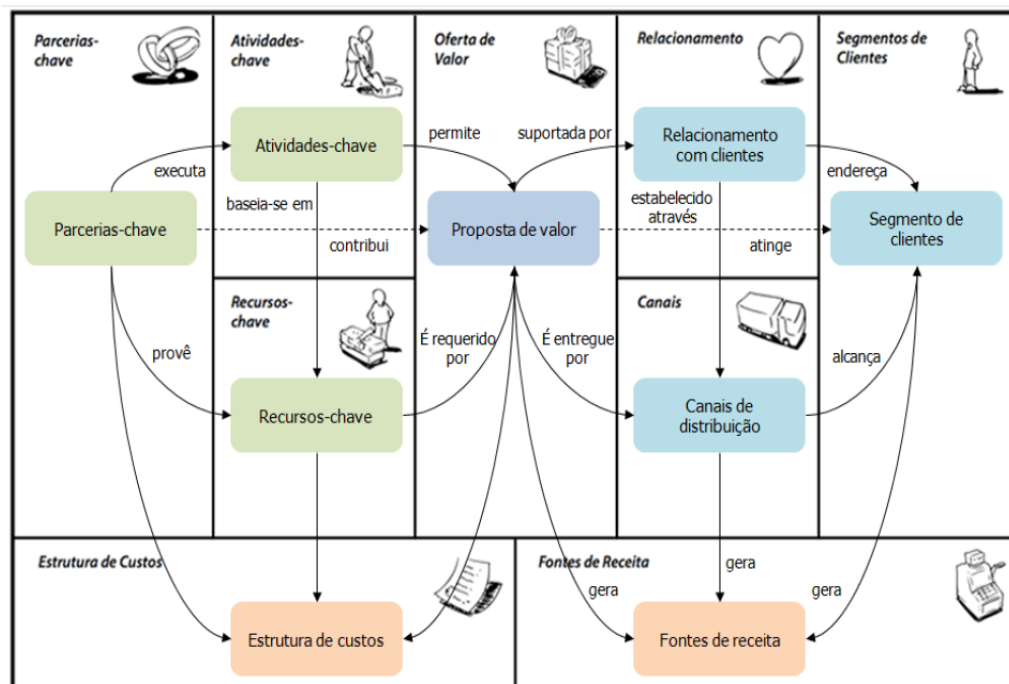 Parcerias-
chave
Atividades-
chave
Oferta de
Valor
Relacionamento
Segmentos de
Clientes
Atividades-chave
permite
suportada por
Relacionamento
com clientes
executa
endereça
baseia-se em
estabelecido
através
Parcerias-chave
Proposta de valor
Segmento de
clientes
contribui
atinge
Recursos-
chave
Canais
provê
É requerido
por
É entregue
por
alcança
Recursos-chave
Canais de
distribuição
Estrutura de Custos
Fontes de Receita
gera
gera
gera
Estrutura de custos
Fontes de receita